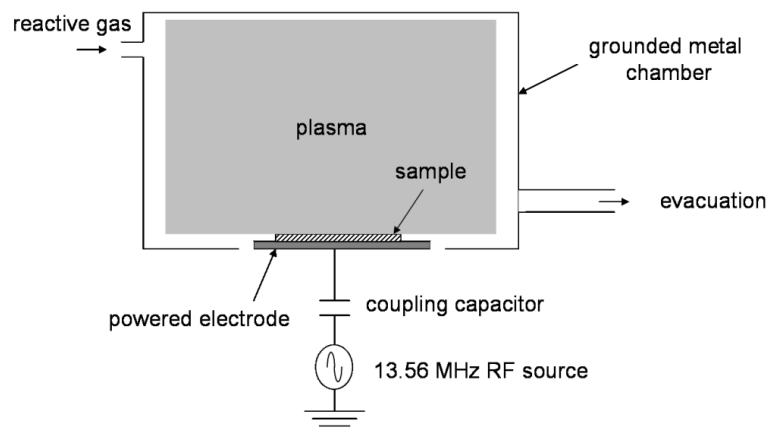 reactive gas
grounded metal
chamber
plasma
sample
evacuation
powered electrode
coupling capacitor
13.56 MHz RF source